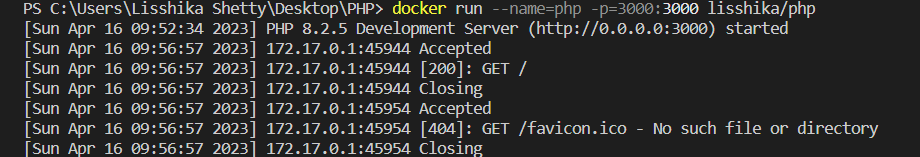 PS C:\Users\Lisshika Shetty\Desktop\PHP> docker run --name=php -p=3000:3000 lisshika/php
[Sun Apr 16 09:52:34 2023] PHP 8.2.5 Development Server (http://0.0.0.0:3000) started
[Sun Apr 16 09:56:57 2023] 172.17.0.1:45944 Accepted
[Sun Apr 16 09:56:57 2023] 172.17.0.1:45944 [200]: GET /
[Sun Apr 16 09:56:57 2023] 172.17.0.1:45944 Closing
[Sun Apr 16 09:56:57 2023] 172.17.0.1:45954 Accepted
[Sun Apr 16 09:56:57 2023] 172.17.0.1:45954 [404]: GET /favicon.ico - No such file or directory
[Sun Apr 16 09:56:57 2023] 172.17.0.1:45954 Closing